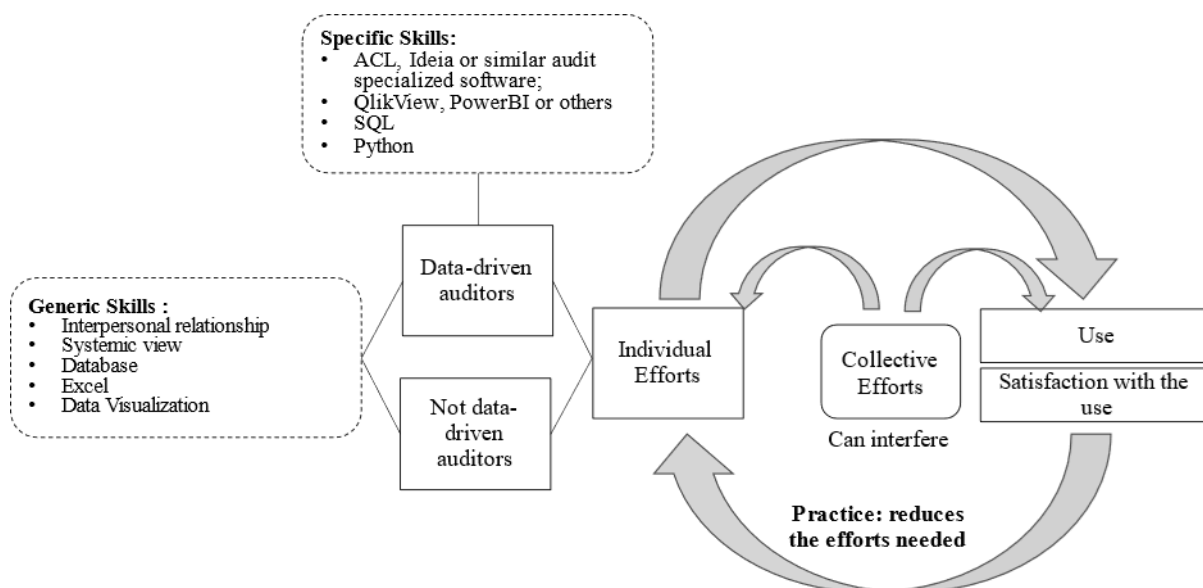 Specific Skills:
• ACL, Ideia or similar audit
specialized software;
• QlikView, PowerBI or others
• SQL
• Python
Data-driven
auditors
Generic Skills :
• Interpersonal relationship
• Systemic view
• Database
• Excel
• Data Visualization
Not data-
driven
auditors
Individual
Efforts
Collective
Efforts
Can interfere
Use
Satisfaction with the
use
Practice: reduces
the efforts needed